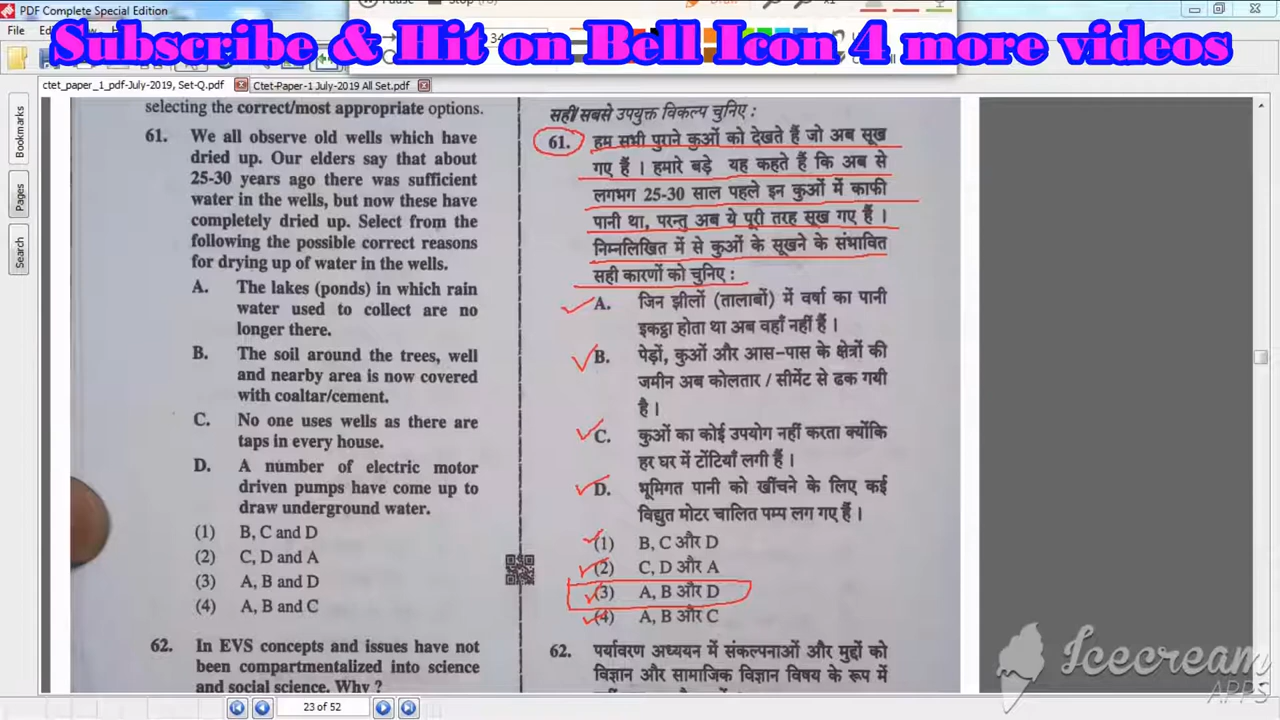 PDF Complete Special Edition
Subscribe & Hit on Bell Icon 4 more videos
File
ctet_paper_1_pdf-July-2019, Set-Q.pdf
Ctet-Paper-1 July-2019 All Set.pdf
Bookmarks
Pages
Search
selecting the correct/most appropriate options.
61. We all observe old wells which have
dried up. Our elders say that about
25-30 years ago there was sufficient
water in the wells, but now these have
completely dried up. Select from the
following the possible correct reasons
for drying up of water in the wells.
A. The lakes (ponds) in which rain
water used to collect are no
longer there.
B. The soil around the trees, well
and nearby area is now covered
with coaltar/cement.
C. No one uses wells as there are
taps in every house.
D. A number of electric motor
driven pumps have come up to
draw underground water.
(1) B, C and D
(2) C, D and A
(3) A, B and D
(4) A, B and C
62. In EVS concepts and issues have not
been compartmentalized into science
and social science. Why ?
सही/सबसे उपयुक्त विकल्प चुनिए :
61. हम सभी पुराने कुओं को देखते हैं जो अब सूख
गए हैं । हमारे बड़े यह कहते हैं कि अब से
लगभग 25-30 साल पहले इन कुओं में काफी
पानी था, परन्तु अब ये पूरी तरह सूख गए हैं ।
निम्नलिखित में से कुओं के सूखने के संभावित
सही कारणों को चुनिए :
A. जिन झीलों (तालाबों) में वर्षा का पानी
इकट्ठा होता था अब वहाँ नहीं हैं ।
B. पेड़ों, कुओं और आस-पास के क्षेत्रों की
जमीन अब कोलतार / सीमेंट से ढक गयी
है ।
C. कुओं का कोई उपयोग नहीं करता क्योंकि
हर घर में टोंटियाँ लगी हैं ।
D. भूमिगत पानी को खींचने के लिए कई
विद्युत मोटर चालित पम्प लग गए हैं ।
(1) B, C और D
(2) C, D और A
(3) A, B और D
(4) A, B और C
62. पर्यावरण अध्ययन में संकल्पनाओं और मुद्दों को
विज्ञान और सामाजिक विज्ञान विषय के रूप में
23 of 52
Icecream
APPS